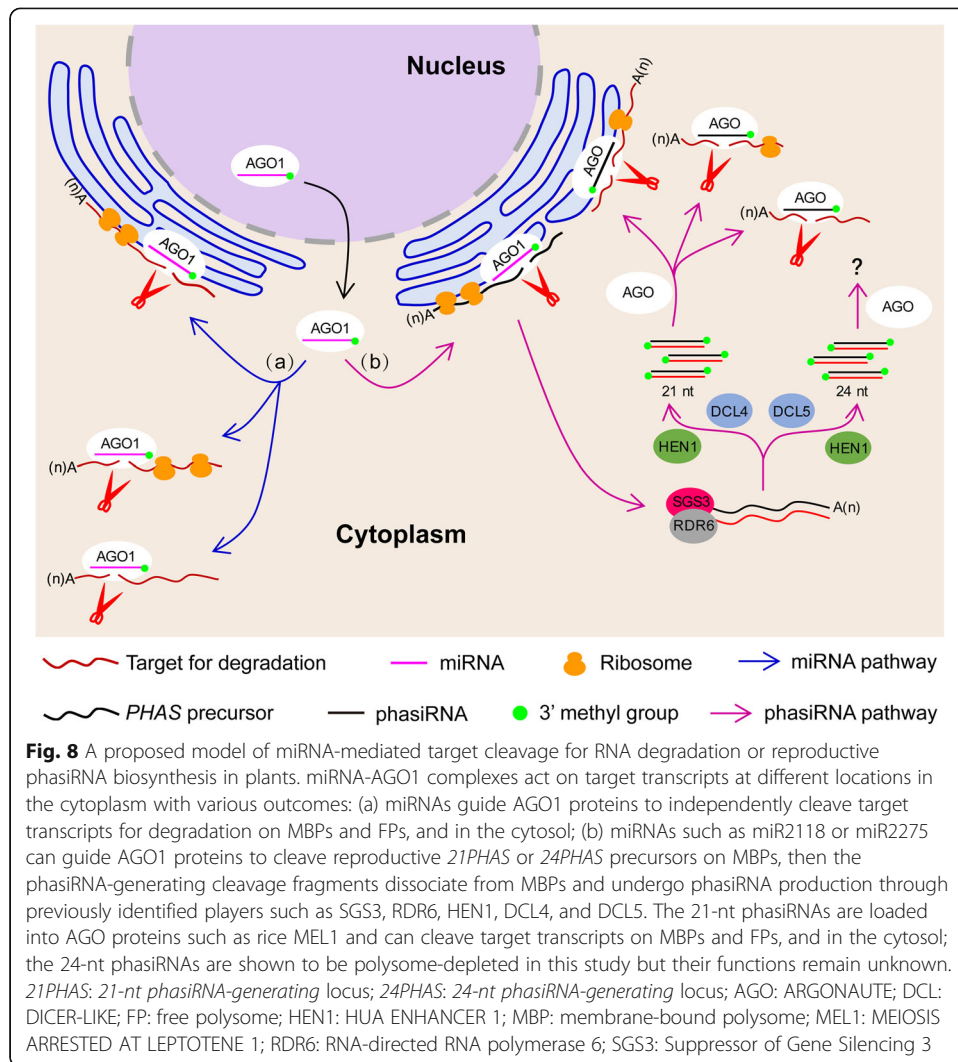 Nucleus
A(n)
AGO
(n)A
AGO
AGO1
(n)A
AGO
(n)A
AGO1
AGO1
(n)A
AGO
?
AGO
AGO1
(a)
(b)
21 nt
24 nt
DCL4
DCL5
HEN1
HEN1
AGO1
(n)A
SGS3
A(n)
RDR6
Cytoplasm
AGO1
(n)A
Target for degradation
miRNA
Ribosome
miRNA pathway
PHAS precursor
phasiRNA
3' methyl group
phasiRNA pathway
Fig. 8 A proposed model of miRNA-mediated target cleavage for RNA degradation or reproductive
phasiRNA biosynthesis in plants. miRNA-AGO1 complexes act on target transcripts at different locations in
the cytoplasm with various outcomes: (a) miRNAs guide AGO1 proteins to independently cleave target
transcripts for degradation on MBPs and FPs, and in the cytosol; (b) miRNAs such as miR2118 or miR2275
can guide AGO1 proteins to cleave reproductive 21PHAS or 24PHAS precursors on MBPs, then the
phasiRNA-generating cleavage fragments dissociate from MBPs and undergo phasiRNA production through
previously identified players such as SGS3, RDR6, HEN1, DCL4, and DCL5. The 21-nt phasiRNAs are loaded
into AGO proteins such as rice MEL1 and can cleave target transcripts on MBPs and FPs, and in the cytosol;
the 24-nt phasiRNAs are shown to be polysome-depleted in this study but their functions remain unknown.
21PHAS: 21-nt phasiRNA-generating locus; 24PHAS: 24-nt phasiRNA-generating locus; AGO: ARGONAUTE; DCL:
DICER-LIKE; FP: free polysome; HEN1: HUA ENHANCER 1; MBP: membrane-bound polysome; MEL1: MEIOSIS
ARRESTED AT LEPTOTENE 1; RDR6: RNA-directed RNA polymerase 6; SGS3: Suppressor of Gene Silencing 3